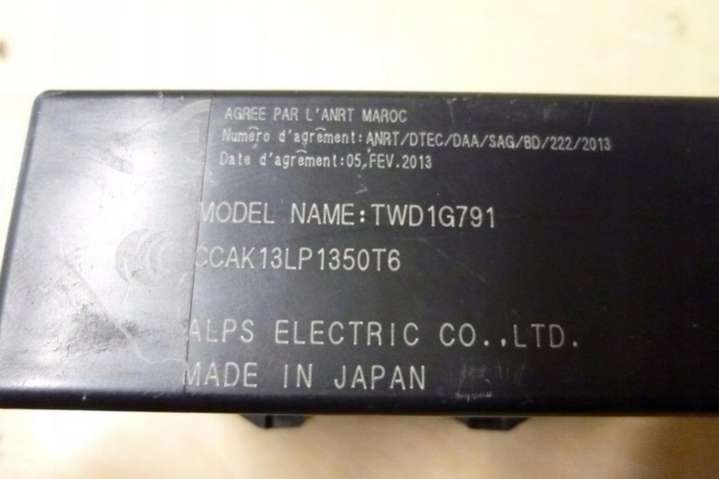 AGREE PAR L'ANRT MAROC
Numéro d'agrément:ANRT/DTEC/DAA/SAG/BD/222/2013
Date d'agrément:05,FEV.2013
MODEL NAME:TWD1G791
CCAK13LP1350T6
ALPS ELECTRIC CO.,LTD.
MADE IN JAPAN